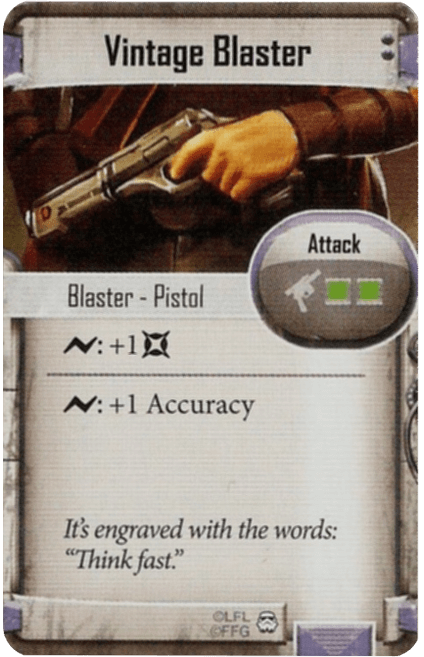 Vintage Blaster
Attack
Blaster - Pistol
: +1
: +1 Accuracy
It's engraved with the words:
“Think fast.”
©LFL
©FFG